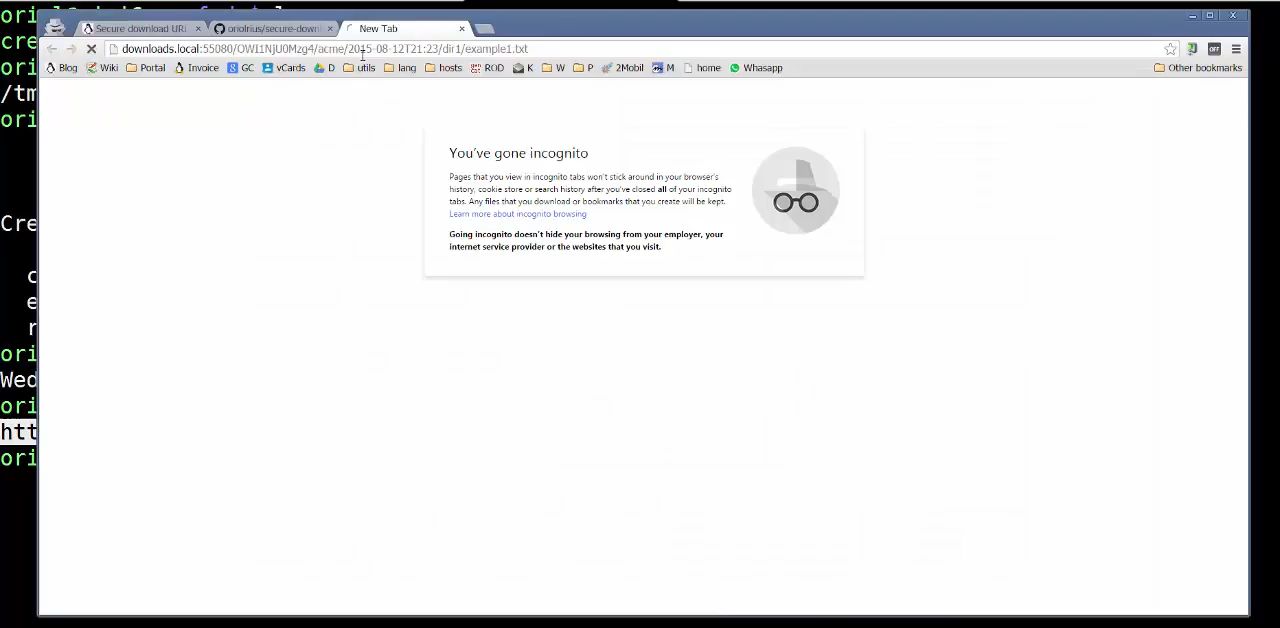 Secure download URI
oriolrius/secure-down
New Tab
downloads.local:55080/OWI1NjU0Mzg4/acme/2015-08-12T21:23/dir1/example1.txt
OFF
Blog Wiki Portal Invoice GC vCards D utils lang hosts ROD K W P 2Mobil M home Whasapp Other bookmarks
You've gone incognito
Pages that you view in incognito tabs won't stick around in your browser's
history, cookie store or search history after you've closed all of your incognito
tabs. Any files that you download or bookmarks that you create will be kept.
Learn more about incognito browsing
Going incognito doesn't hide your browsing from your employer, your
internet service provider or the websites that you visit.
ori
cre
ori
/tm
ori
Cre
c
e
r
ori
Wed
ori
htt
ori